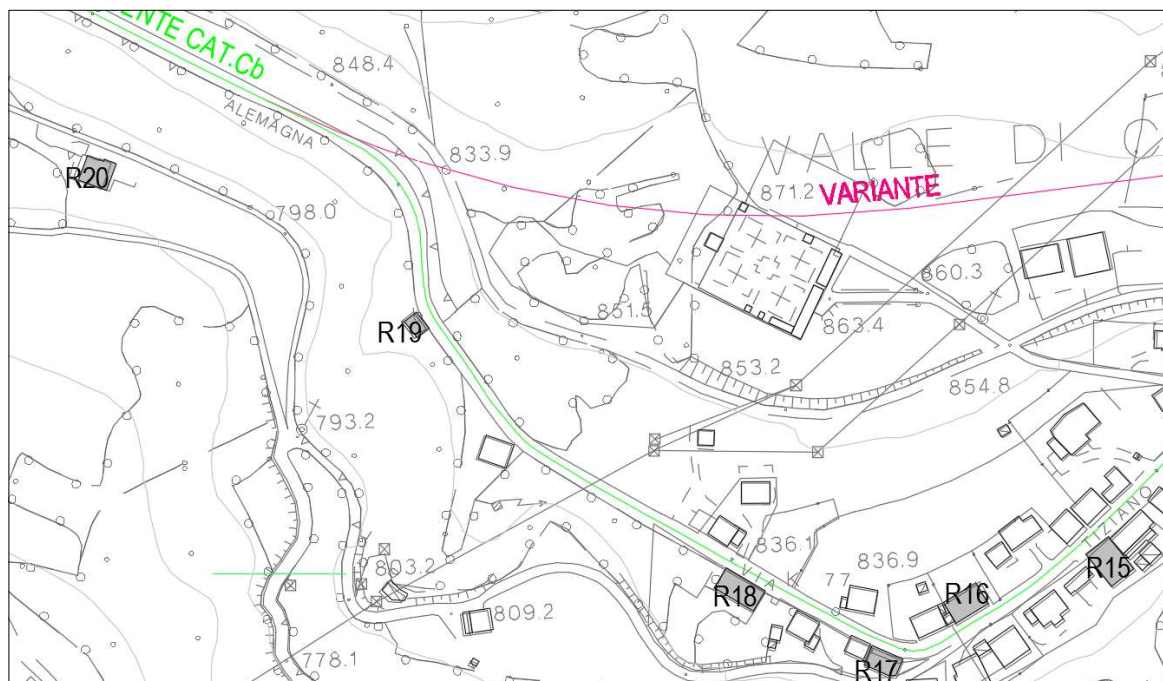 ENTE CAT.Cb
848.4
ALEMAGNA
833.9
VALLE DI C
R20
871.2
VARIANTE
798.0
860.3
851.5
R19
863.4
853.2
854.8
793.2
836.1
TIZIANO
803.2
836.9
R15
VIA
77
R18
R16
809.2
778.1
R17